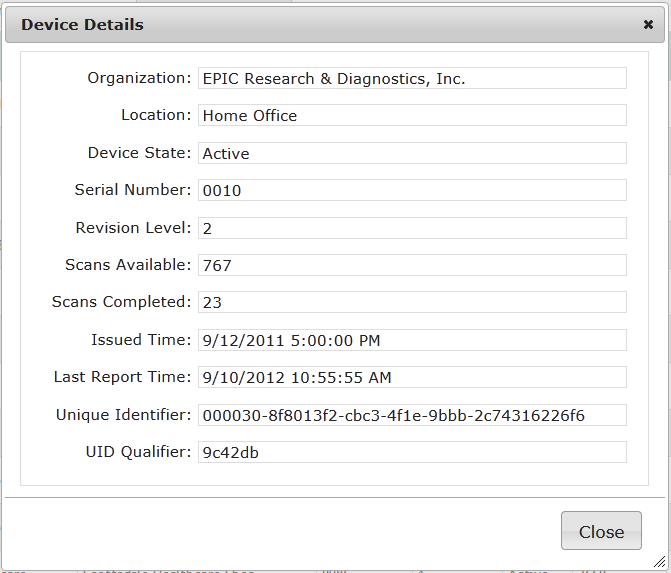 Device Details
Organization: EPIC Research & Diagnostics, Inc.
Location: Home Office
Device State: Active
Serial Number: 0010
Revision Level: 2
Scans Available: 767
Scans Completed: 23
Issued Time: 9/12/2011 5:00:00 PM
Last Report Time: 9/10/2012 10:55:55 AM
Unique Identifier: 000030-8f8013f2-cbc3-4f1e-9bbb-2c74316226f6
UID Qualifier: 9c42db
Close